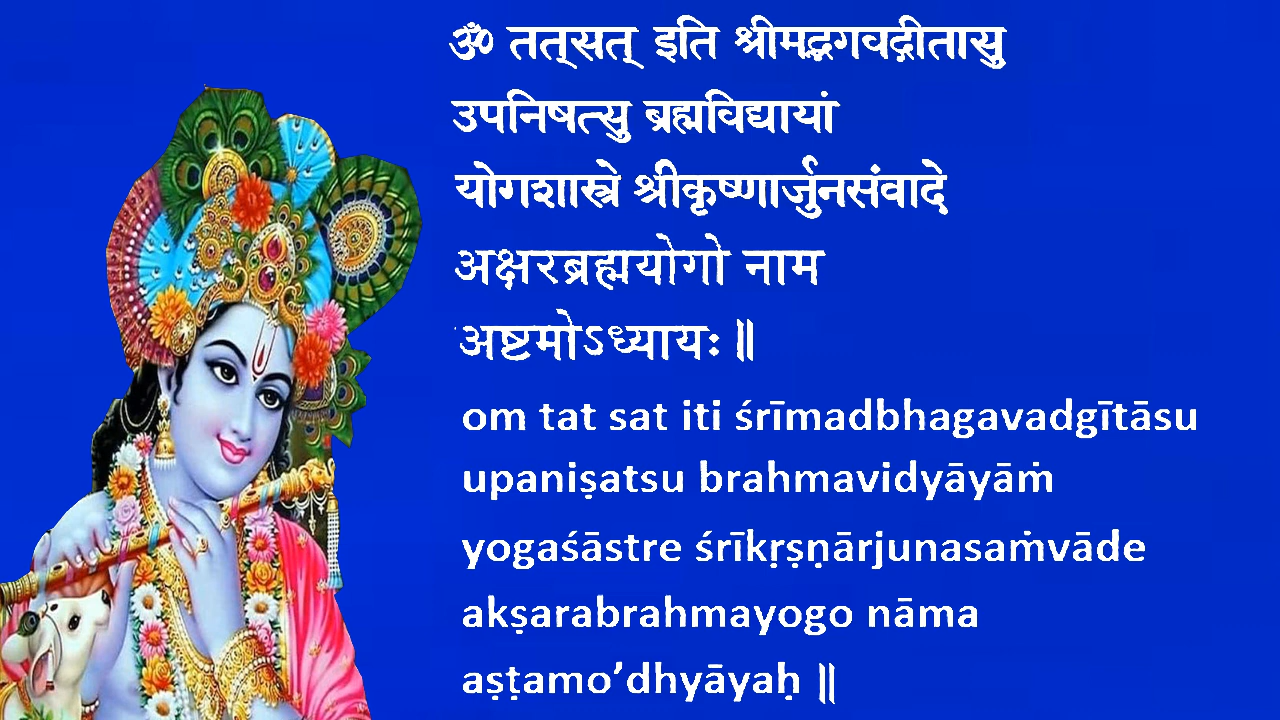 ॐ तत्सत् इति श्रीमद्भगवद्गीतासु
उपनिषत्सु ब्रह्मविद्यायां
योगशास्त्रे श्रीकृष्णार्जुनसंवादे
अक्षरब्रह्मयोगो नाम
अष्टमोऽध्यायः ॥
om tat sat iti śrīmadbhagavadgītāsu
upaniṣatsu brahmavidyāyāṁ
yogaśāstre śrīkṛṣṇārjunasaṁvāde
akṣarabrahmayogo nāma
aṣṭamo’dhyāyaḥ ॥